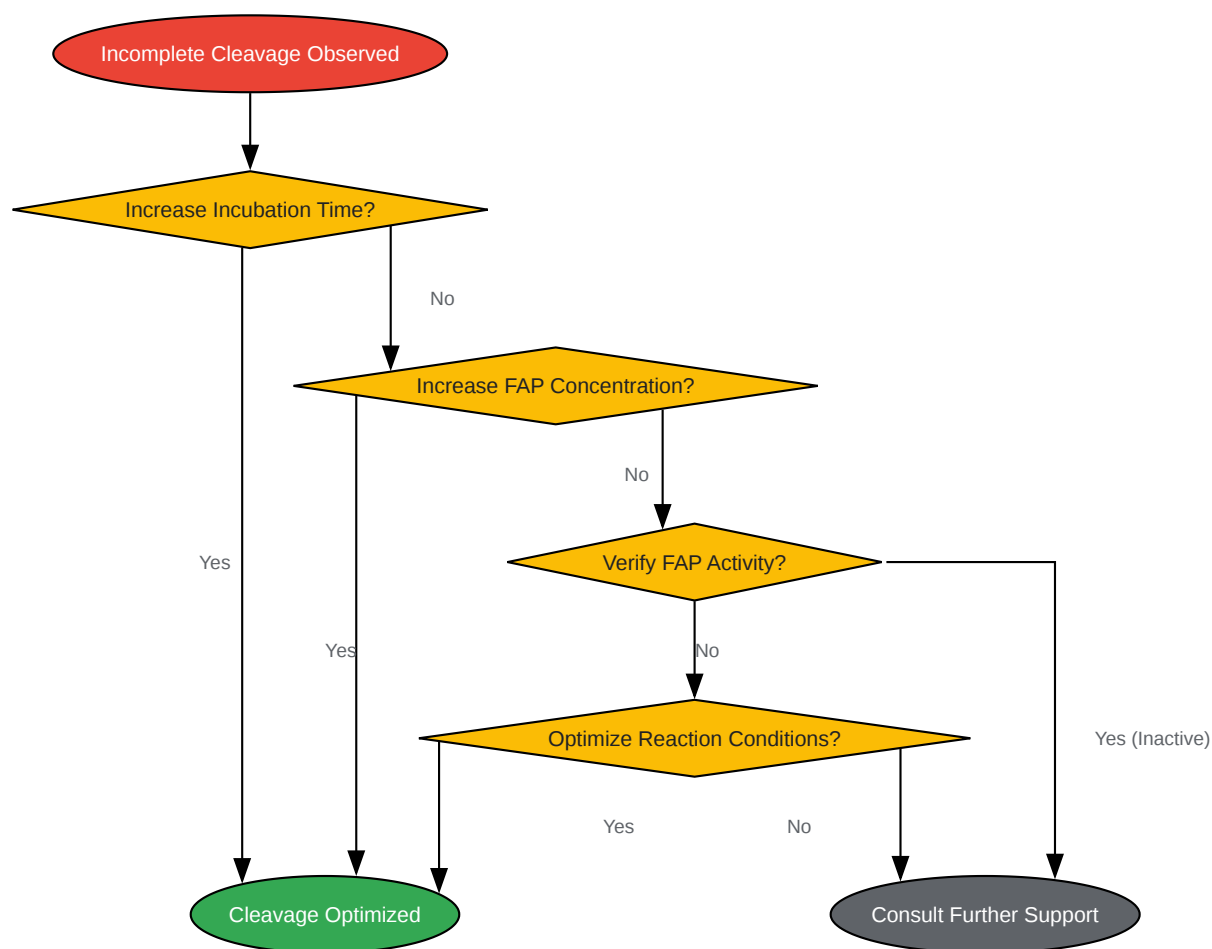 Incomplete Cleavage Observed
Increase Incubation Time?
No
Increase FAP Concentration?
No
Verify FAP Activity?
Yes
Yes
No
Optimize Reaction Conditions?
Yes (Inactive)
Yes
No
Cleavage Optimized
Consult Further Support